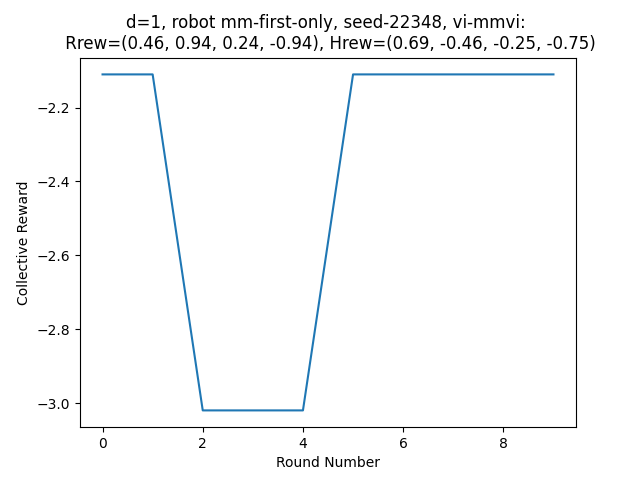 d=1, robot mm-first-only, seed-22348, vi-mmvi:
Rrew=(0.46, 0.94, 0.24, -0.94), Hrew=(0.69, -0.46, -0.25, -0.75)
Collective Reward
−2.2
−2.4
−2.6
−2.8
−3.0
0 2 4 6 8
Round Number